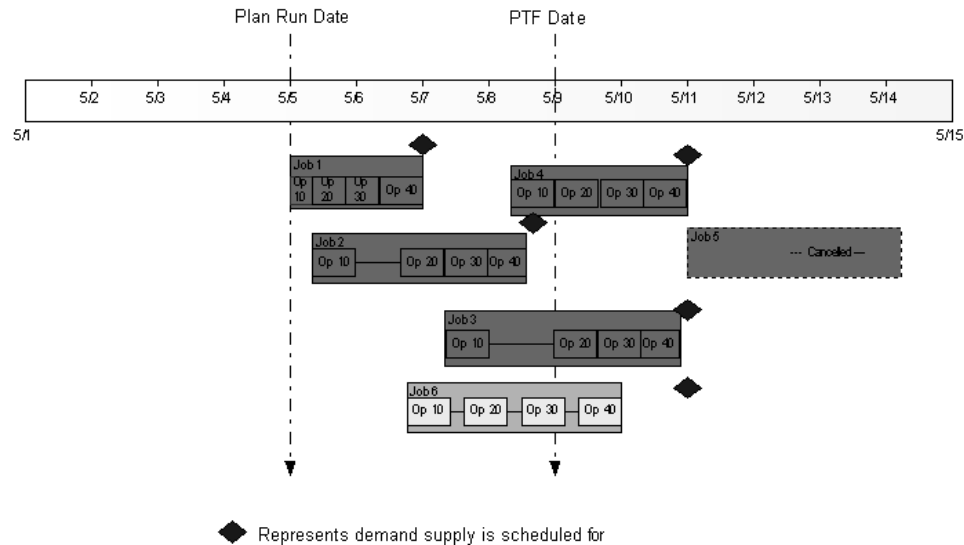 Plan Run Date PTF Date
5/2 5/3 5/4 5/5 5/6 5/7 5/8 5/9 5/10 5/11 5/12 5/13 5/14
5/1 5/15
Job 1
Op 10 Op 20 Op 30 Op 40
Job 4
Op 10 Op 20 Op 30 Op 40
Job 2
Op 10 Op 20 Op 30 Op 40
Job 5
--- Cancelled ---
Job 3
Op 10 Op 20 Op 30 Op 40
Job 6
Op 10 Op 20 Op 30 Op 40
Represents demand supply is scheduled for